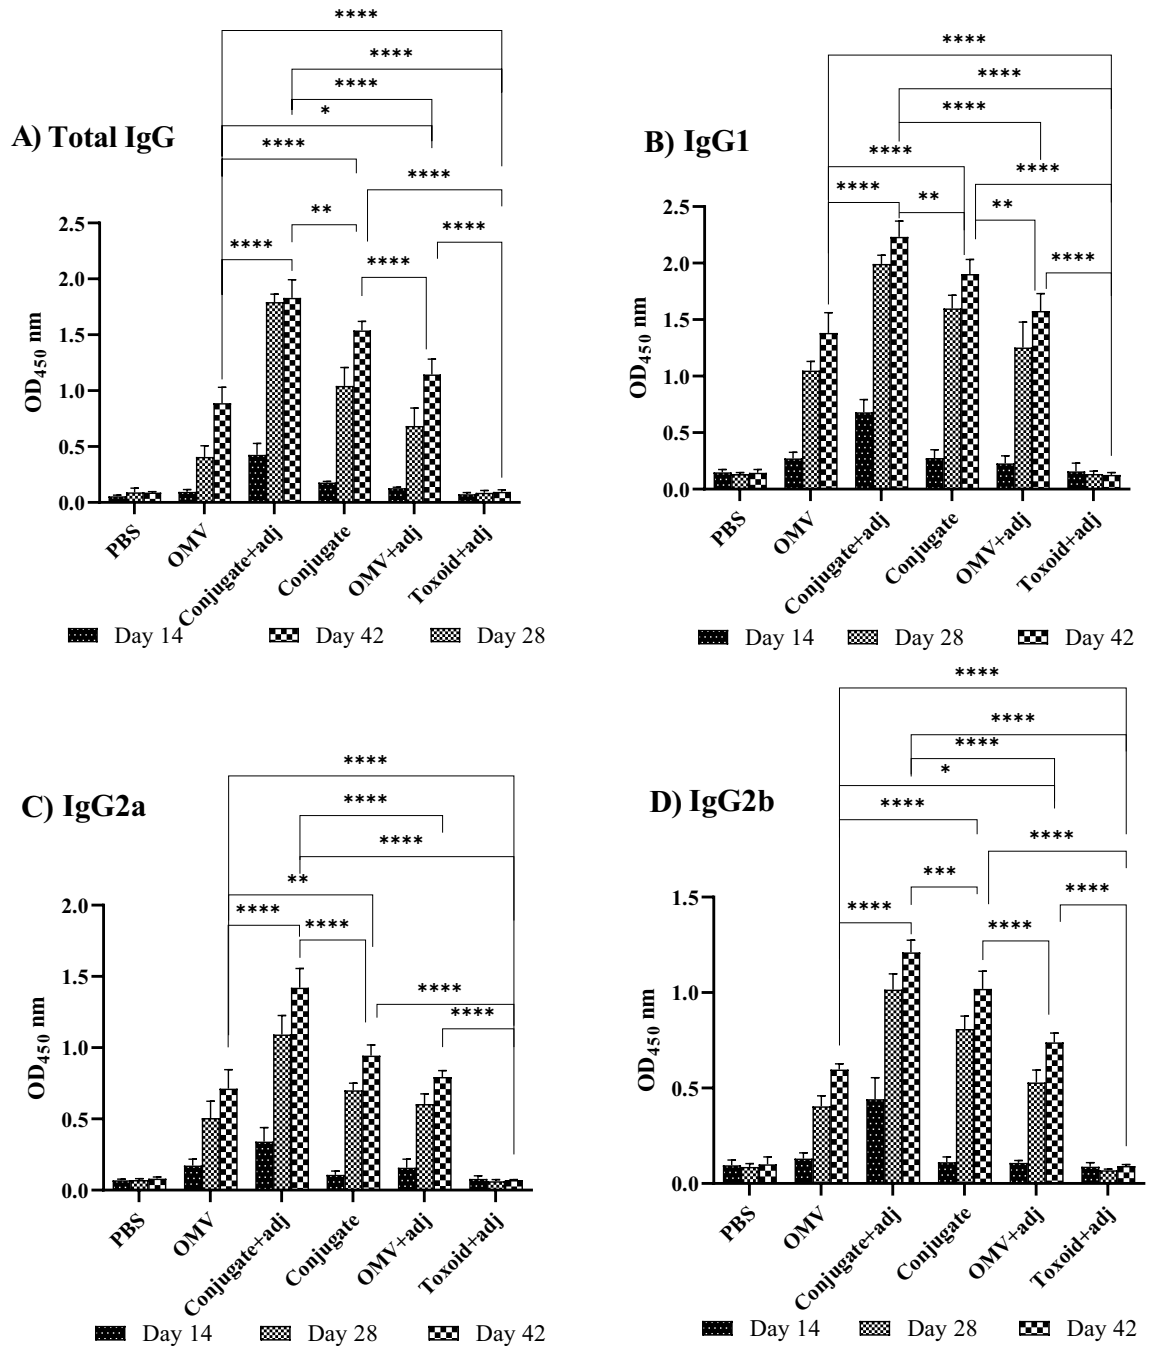 A) Total IgG
****
****
****
*
****
**
****
****
****
****
OD450 nm
2.5
2.0
1.5
1.0
0.5
0.0
PBS
OMV
Conjugate+adj
Conjugate
OMV+adj
Toxoid+adj
Day 14 Day 42 Day 28
B) IgG1
****
****
****
****
****
****
**
**
****
OD450 nm
2.5
2.0
1.5
1.0
0.5
0.0
PBS
OMV
Conjugate+adj
Conjugate
OMV+adj
Toxoid+adj
Day 14 Day 28 Day 42
C) IgG2a
****
****
****
**
****
****
****
****
OD450 nm
2.0
1.5
1.0
0.5
0.0
PBS
OMV
Conjugate+adj
Conjugate
OMV+adj
Toxoid+adj
Day 14 Day 28 Day 42
D) IgG2b
****
****
****
*
****
****
***
****
****
****
OD450 nm
1.5
1.0
0.5
0.0
PBS
OMV
Conjugate+adj
Conjugate
OMV+adj
Toxoid+adj
Day 14 Day 28 Day 42